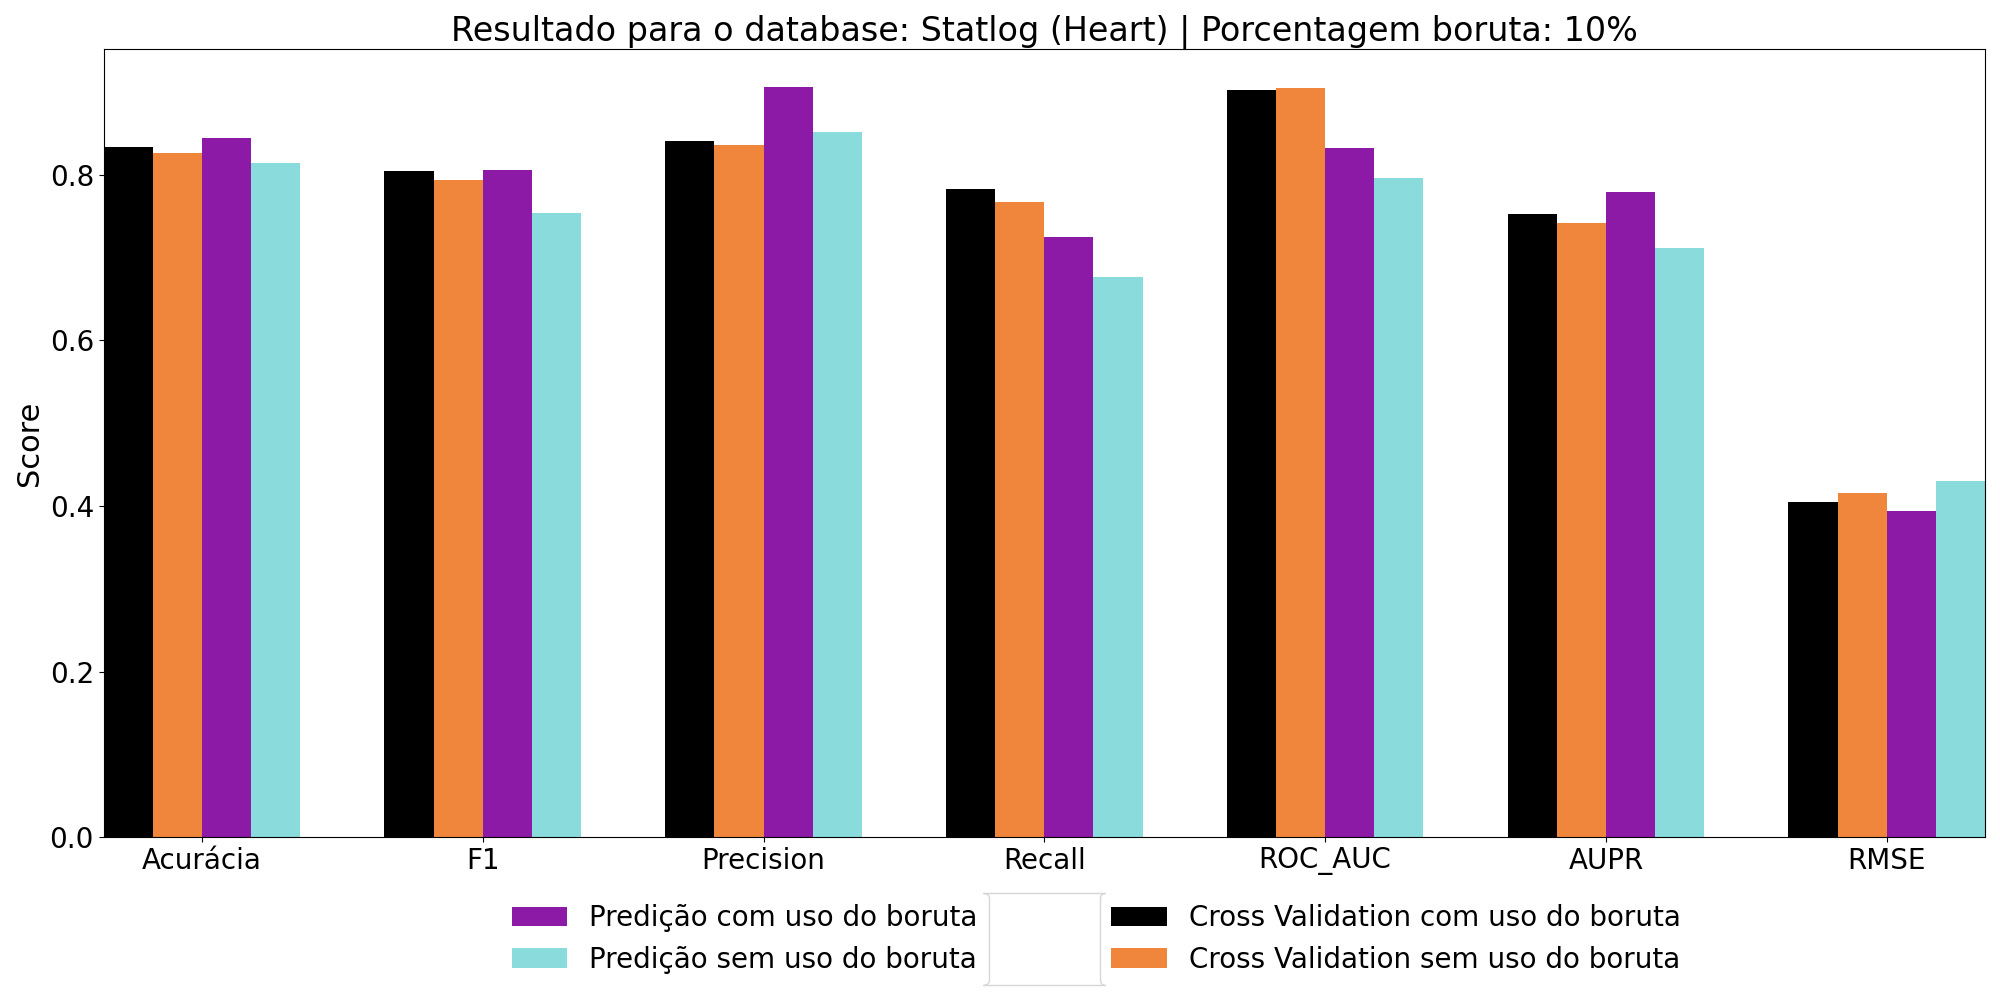 Resultado para o database: Statlog (Heart) | Porcentagem boruta: 10%
Score
0.8
0.6
0.4
0.2
0.0
Acurácia F1 Precision Recall ROC_AUC AUPR RMSE
Predição com uso do boruta
Predição sem uso do boruta
Cross Validation com uso do boruta
Cross Validation sem uso do boruta